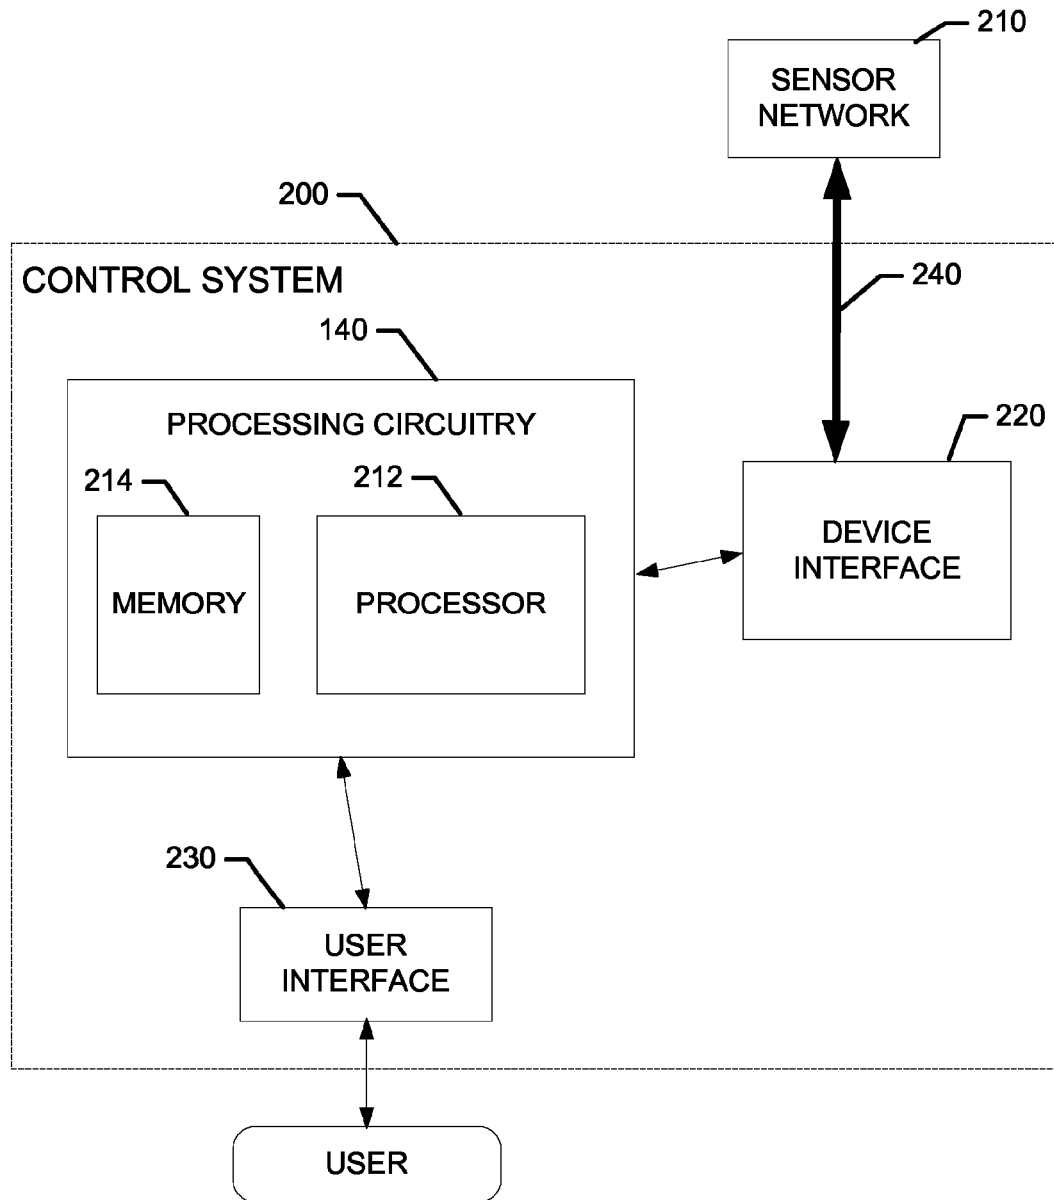 210
SENSOR
NETWORK
200
CONTROL SYSTEM
240
140
PROCESSING CIRCUITRY
220
214
212
DEVICE
INTERFACE
MEMORY
PROCESSOR
230
USER
INTERFACE
USER